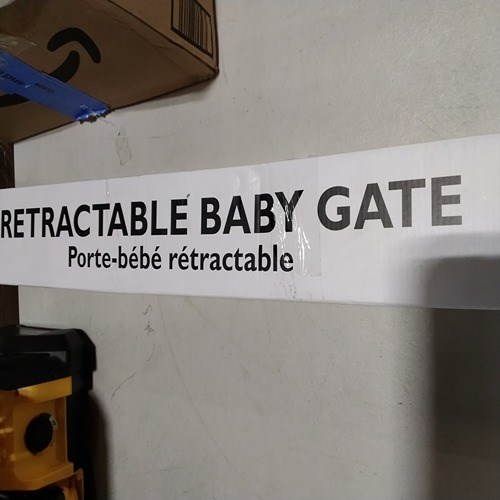 RETRACTABLE BABY GATE
Porte-bébé rétractable